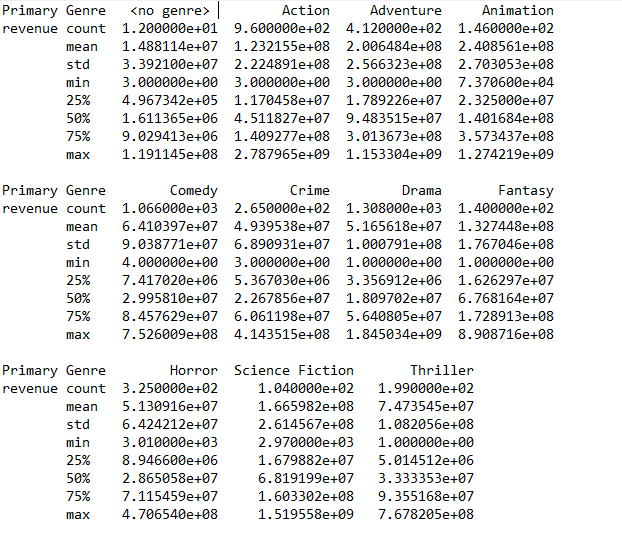 Primary Genre   <no genre>         Action     Adventure     Animation
revenue count 1.200000e+01   9.600000e+02  4.120000e+02  1.460000e+02
        mean  1.488114e+07   1.232155e+08  2.006484e+08  2.408561e+08
        std   3.392100e+07   2.224891e+08  2.566323e+08  2.703053e+08
        min   3.000000e+00   3.000000e+00  3.000000e+00  7.370600e+04
        25%   4.967342e+05   1.170458e+07  1.789226e+07  2.325000e+07
        50%   1.611365e+06   4.511827e+07  9.483515e+07  1.401684e+08
        75%   9.029413e+06   1.409277e+08  3.013673e+08  3.573437e+08
        max   1.191145e+08   2.787965e+09  1.153304e+09  1.274219e+09
Primary Genre       Comedy          Crime         Drama       Fantasy
revenue count 1.066000e+03   2.650000e+02  1.308000e+03  1.400000e+02
        mean  6.410397e+07   4.939538e+07  5.165618e+07  1.327448e+08
        std   9.038771e+07   6.890931e+07  1.000791e+08  1.767046e+08
        min   4.000000e+00   3.000000e+00  1.000000e+00  1.000000e+00
        25%   7.417020e+06   5.367030e+06  3.356912e+06  1.626297e+07
        50%   2.995810e+07   2.267856e+07  1.809702e+07  6.768164e+07
        75%   8.457629e+07   6.061198e+07  5.640805e+07  1.728913e+08
        max   7.526009e+08   4.143515e+08  1.845034e+09  8.908716e+08
Primary Genre       Horror  Science Fiction       Thriller
revenue count 3.250000e+02     1.040000e+02   1.990000e+02
        mean  5.130916e+07     1.665982e+08   7.473545e+07
        std   6.424212e+07     2.614567e+08   1.082056e+08
        min   3.010000e+03     2.970000e+03   1.000000e+00
        25%   8.946600e+06     1.679882e+07   5.014512e+06
        50%   2.865058e+07     6.819199e+07   3.333353e+07
        75%   7.115459e+07     1.603302e+08   9.355168e+07
        max   4.706540e+08     1.519558e+09   7.678205e+08